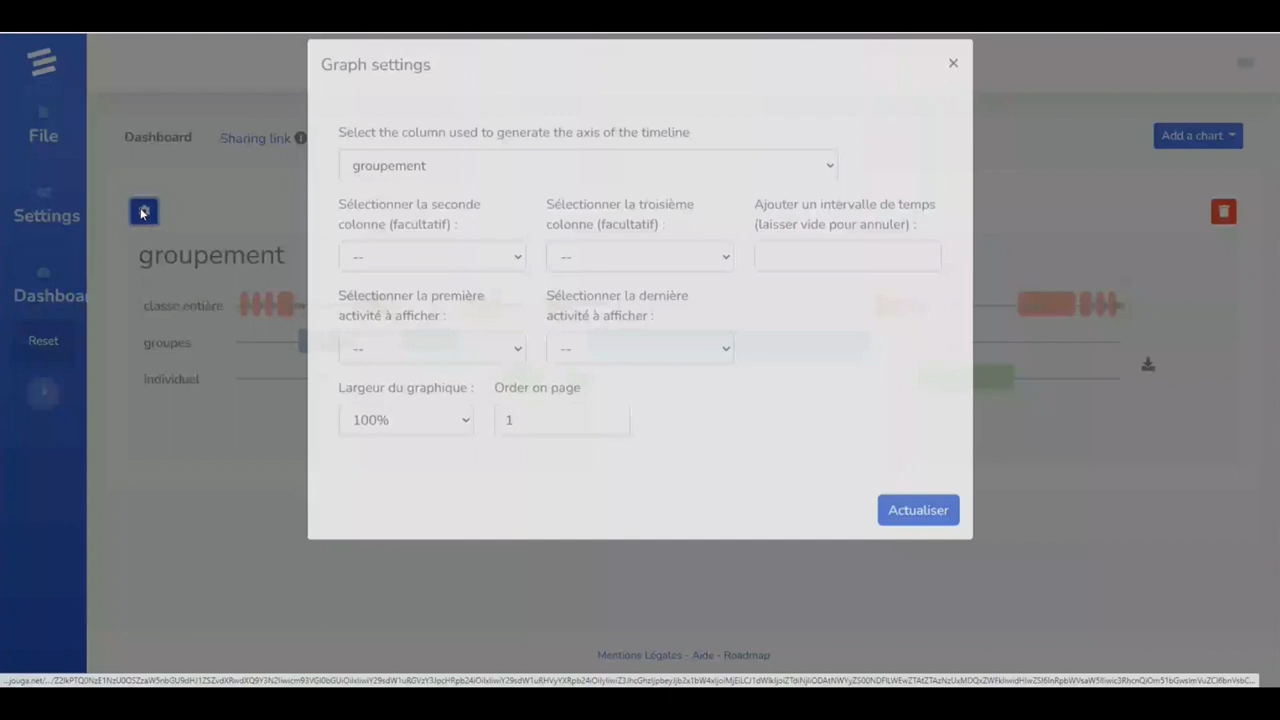 Graph settings
×
File
Dashboard
Sharing link
Add a chart
Select the column used to generate the axis of the timeline
groupement
Settings
Sélectionner la seconde
colonne (facultatif) :
Sélectionner la troisième
colonne (facultatif) :
Ajouter un intervalle de temps
(laisser vide pour annuler) :
groupement
--
--
Dashboa
classe entière
Sélectionner la première
activité à afficher :
Sélectionner la dernière
activité à afficher :
Reset
groupes
--
--
individuel
Largeur du graphique :
Order on page
100%
1
Actualiser
Mentions Légales - Aide - Roadmap